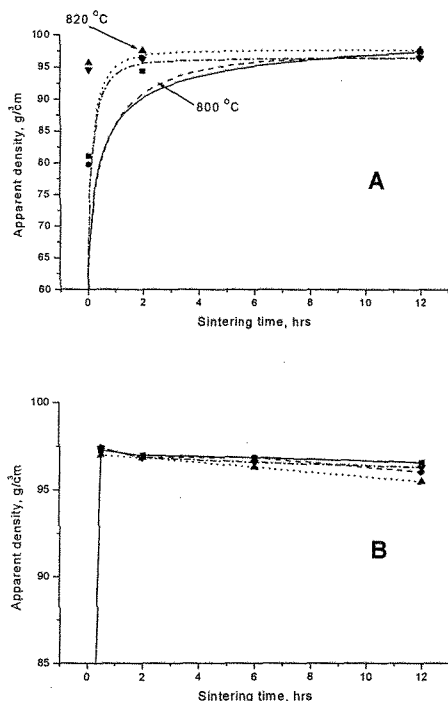 820 °C
100
95
90
85
80
75
70
65
60
Apparent density, g/cm³
800 °C
A
0 2 4 6 8 10 12
Sintering time, hrs
100
95
90
85
Apparent density, g/cm³
B
0 2 4 6 8 10 12
Sintering time, hrs